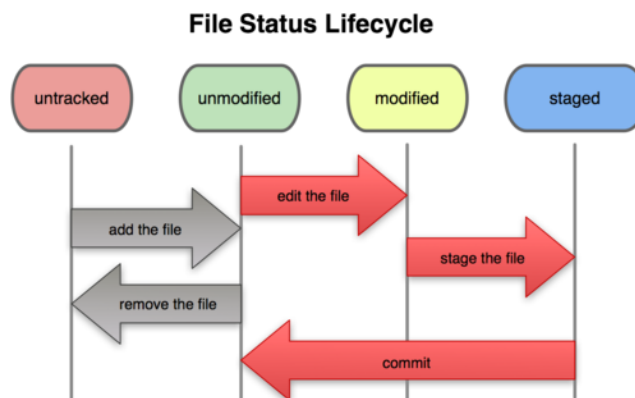 File Status Lifecycle
untracked
unmodified
modified
staged
edit the file
add the file
stage the file
remove the file
commit